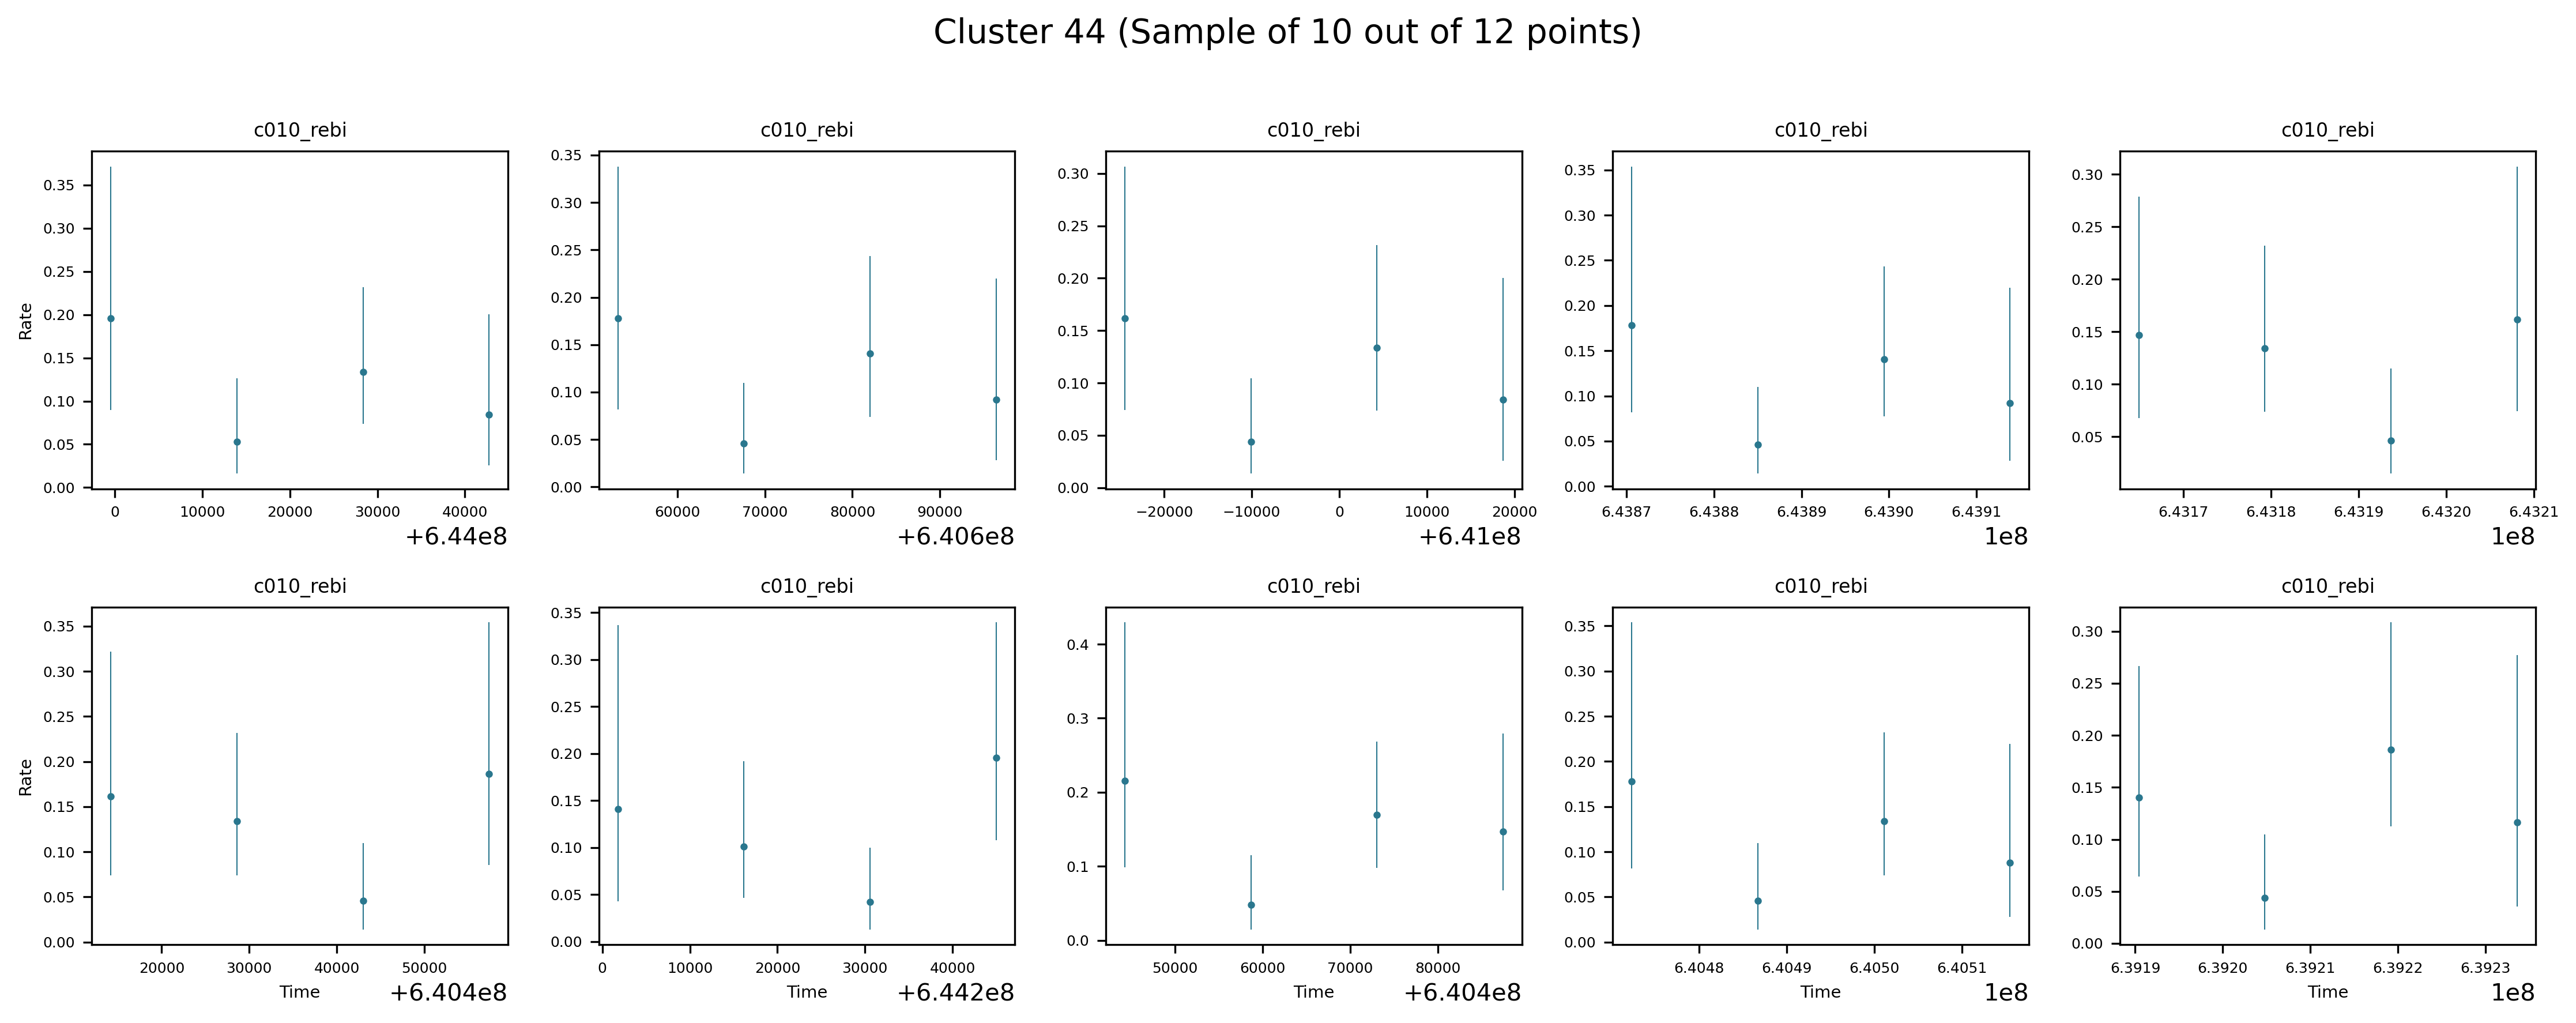 Cluster 44 (Sample of 10 out of 12 points)
c010_rebi c010_rebi c010_rebi c010_rebi c010_rebi
Rate
0.35
0.30
0.25
0.20
0.15
0.10
0.05
0.00
0 10000 20000 30000 40000
+6.44e8
0.35
0.30
0.25
0.20
0.15
0.10
0.05
0.00
60000 70000 80000 90000
+6.406e8
0.30
0.25
0.20
0.15
0.10
0.05
0.00
−20000 −10000 0 10000 20000
+6.41e8
0.35
0.30
0.25
0.20
0.15
0.10
0.05
0.00
6.4387 6.4388 6.4389 6.4390 6.4391
1e8
0.30
0.25
0.20
0.15
0.10
0.05
6.4317 6.4318 6.4319 6.4320 6.4321
1e8
c010_rebi c010_rebi c010_rebi c010_rebi c010_rebi
Rate
0.35
0.30
0.25
0.20
0.15
0.10
0.05
0.00
20000 30000 40000 50000
Time
+6.404e8
0.35
0.30
0.25
0.20
0.15
0.10
0.05
0.00
0 10000 20000 30000 40000
Time
+6.442e8
0.4
0.3
0.2
0.1
0.0
50000 60000 70000 80000
Time
+6.404e8
0.35
0.30
0.25
0.20
0.15
0.10
0.05
0.00
6.4048 6.4049 6.4050 6.4051
Time
1e8
0.30
0.25
0.20
0.15
0.10
0.05
0.00
6.3919 6.3920 6.3921 6.3922 6.3923
Time
1e8